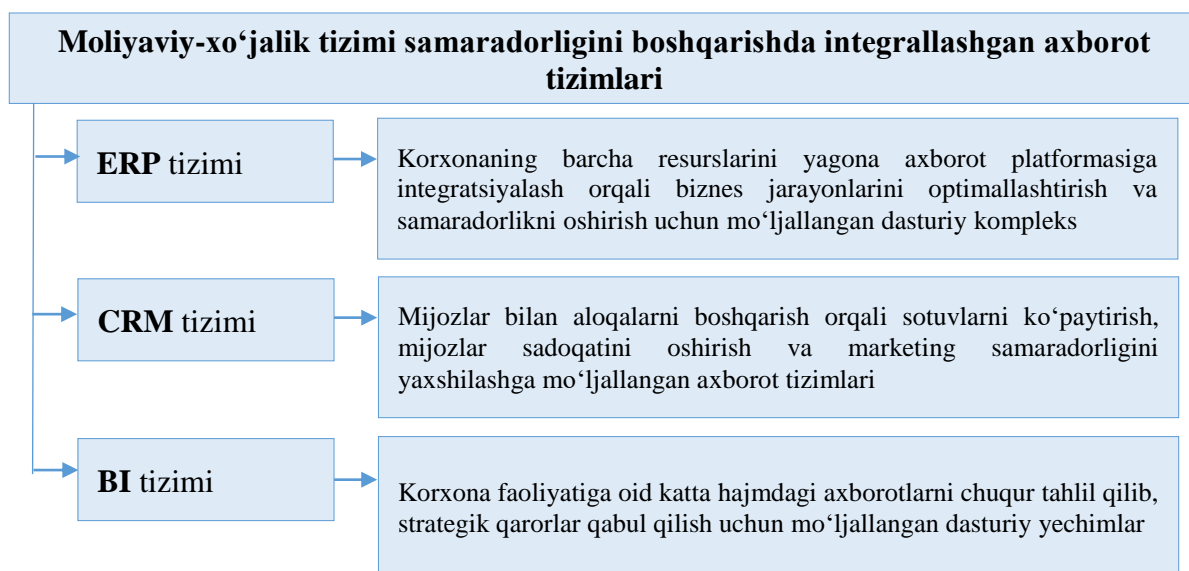 Moliyaviy-xo‘jalik tizimi samaradorligini boshqarishda integrallashgan axborot
tizimlari
ERP tizimi
Korxonaning barcha resurslarini yagona axborot platformasiga
integratsiyalash orqali biznes jarayonlarini optimallashtirish va
samaradorlikni oshirish uchun mo‘ljallangan dasturiy kompleks
CRM tizimi
Mijozlar bilan aloqalarni boshqarish orqali sotuvlarni ko‘paytirish,
mijozlar sadoqatini oshirish va marketing samaradorligini
yaxshilashga mo‘ljallangan axborot tizimlari
BI tizimi
Korxona faoliyatiga oid katta hajmdagi axborotlarni chuqur tahlil qilib,
strategik qarorlar qabul qilish uchun mo‘ljallangan dasturiy yechimlar